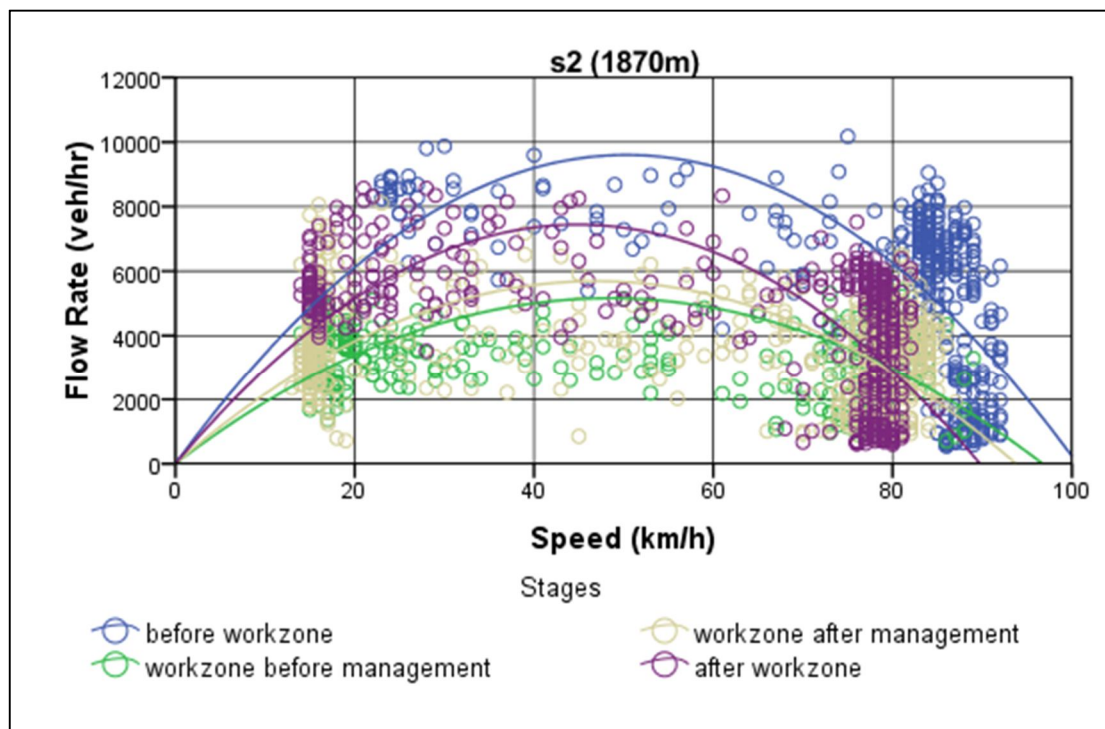 s2 (1870m)
12000
10000
8000
6000
4000
2000
0
Flow Rate (veh/hr)
0 20 40 60 80 100
Speed (km/h)
Stages
before workzone
workzone after management
workzone before management
after workzone